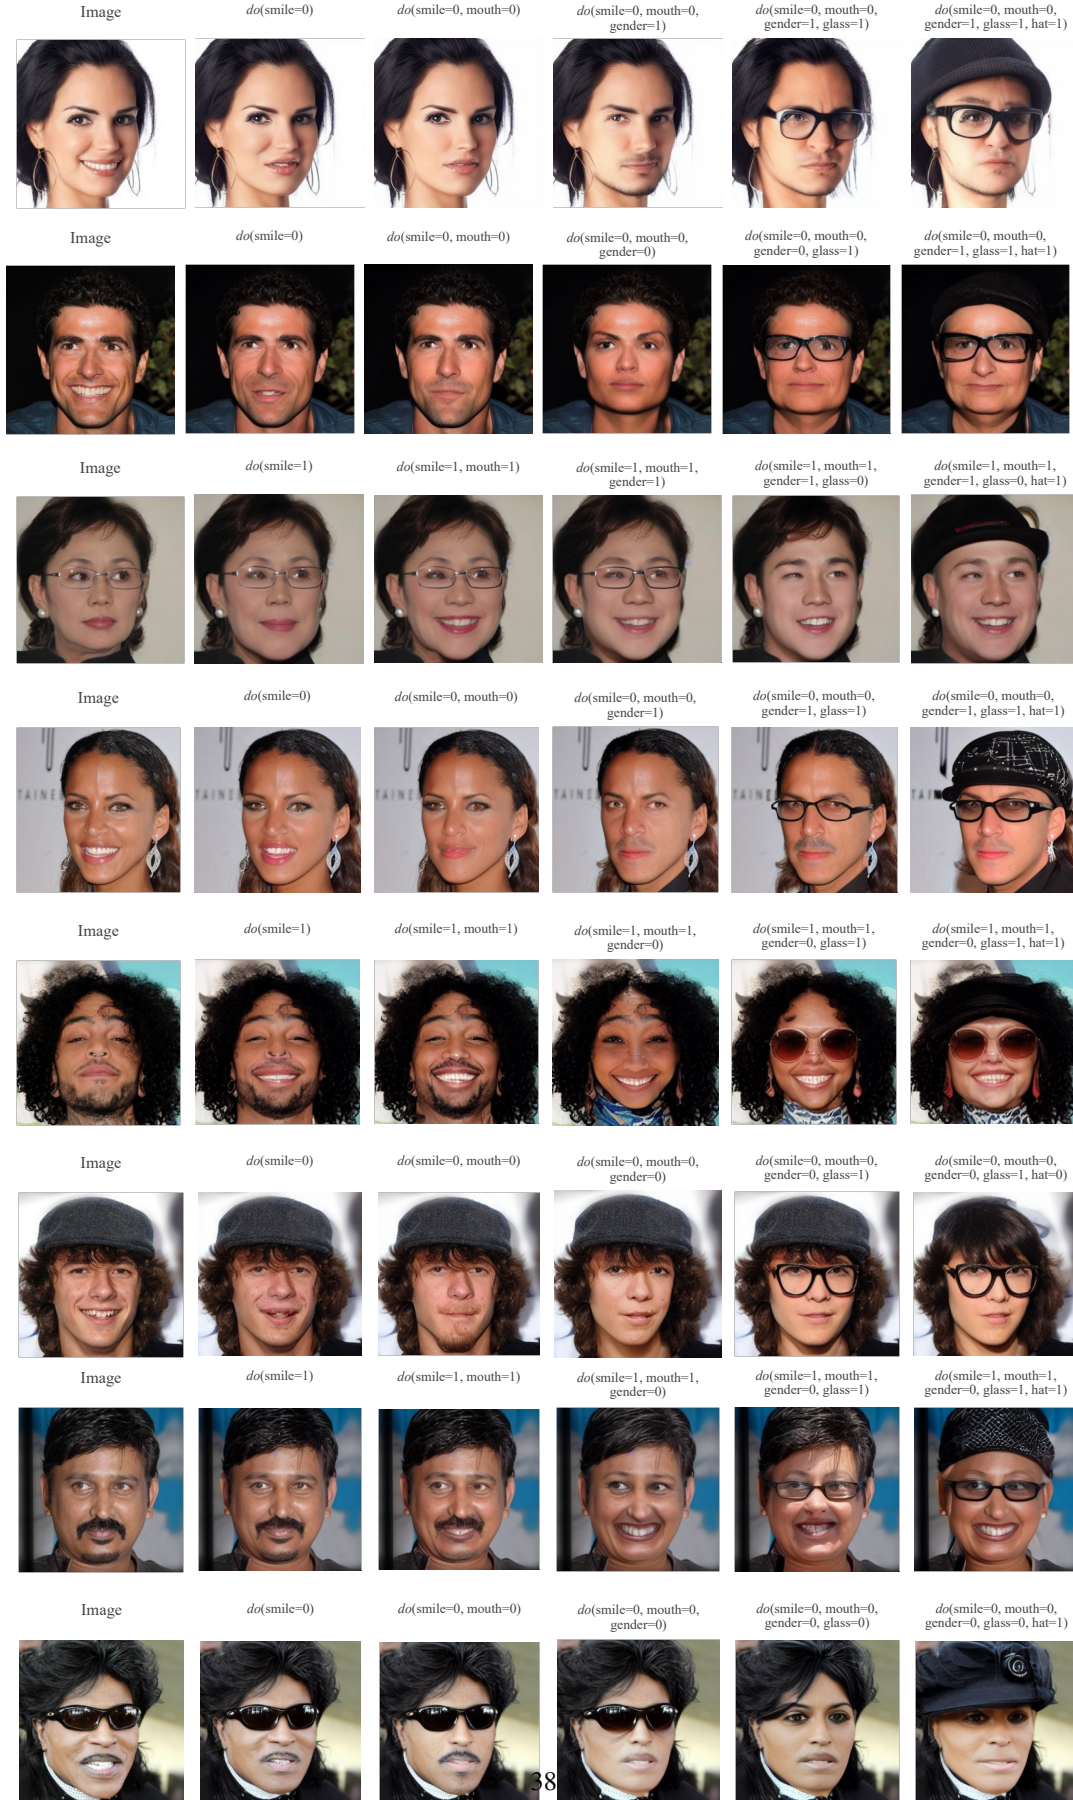 Image
do(smile=0)
do(smile=0, mouth=0)
do(smile=0, mouth=0,
gender=1)
do(smile=0, mouth=0,
gender=1, glass=1)
do(smile=0, mouth=0,
gender=1, glass=1, hat=1)
Image
do(smile=0)
do(smile=0, mouth=0)
do(smile=0, mouth=0,
gender=0)
do(smile=0, mouth=0,
gender=0, glass=1)
do(smile=0, mouth=0,
gender=1, glass=1, hat=1)
Image
do(smile=1)
do(smile=1, mouth=1)
do(smile=1, mouth=1,
gender=1)
do(smile=1, mouth=1,
gender=1, glass=0)
do(smile=1, mouth=1,
gender=1, glass=0, hat=1)
Image
do(smile=0)
do(smile=0, mouth=0)
do(smile=0, mouth=0,
gender=1)
do(smile=0, mouth=0,
gender=1, glass=1)
do(smile=0, mouth=0,
gender=1, glass=1, hat=1)
TAINE
TAINE
TAINE
TAINE
TAINE
TAI
Image
do(smile=1)
do(smile=1, mouth=1)
do(smile=1, mouth=1,
gender=0)
do(smile=1, mouth=1,
gender=0, glass=1)
do(smile=1, mouth=1,
gender=0, glass=1, hat=1)
Image
do(smile=0)
do(smile=0, mouth=0)
do(smile=0, mouth=0,
gender=0)
do(smile=0, mouth=0,
gender=0, glass=1)
do(smile=0, mouth=0,
gender=0, glass=1, hat=0)
Image
do(smile=1)
do(smile=1, mouth=1)
do(smile=1, mouth=1,
gender=0)
do(smile=1, mouth=1,
gender=0, glass=1)
do(smile=1, mouth=1,
gender=0, glass=1, hat=1)
Image
do(smile=0)
do(smile=0, mouth=0)
do(smile=0, mouth=0,
gender=0)
do(smile=0, mouth=0,
gender=0, glass=0)
do(smile=0, mouth=0,
gender=0, glass=0, hat=1)
38